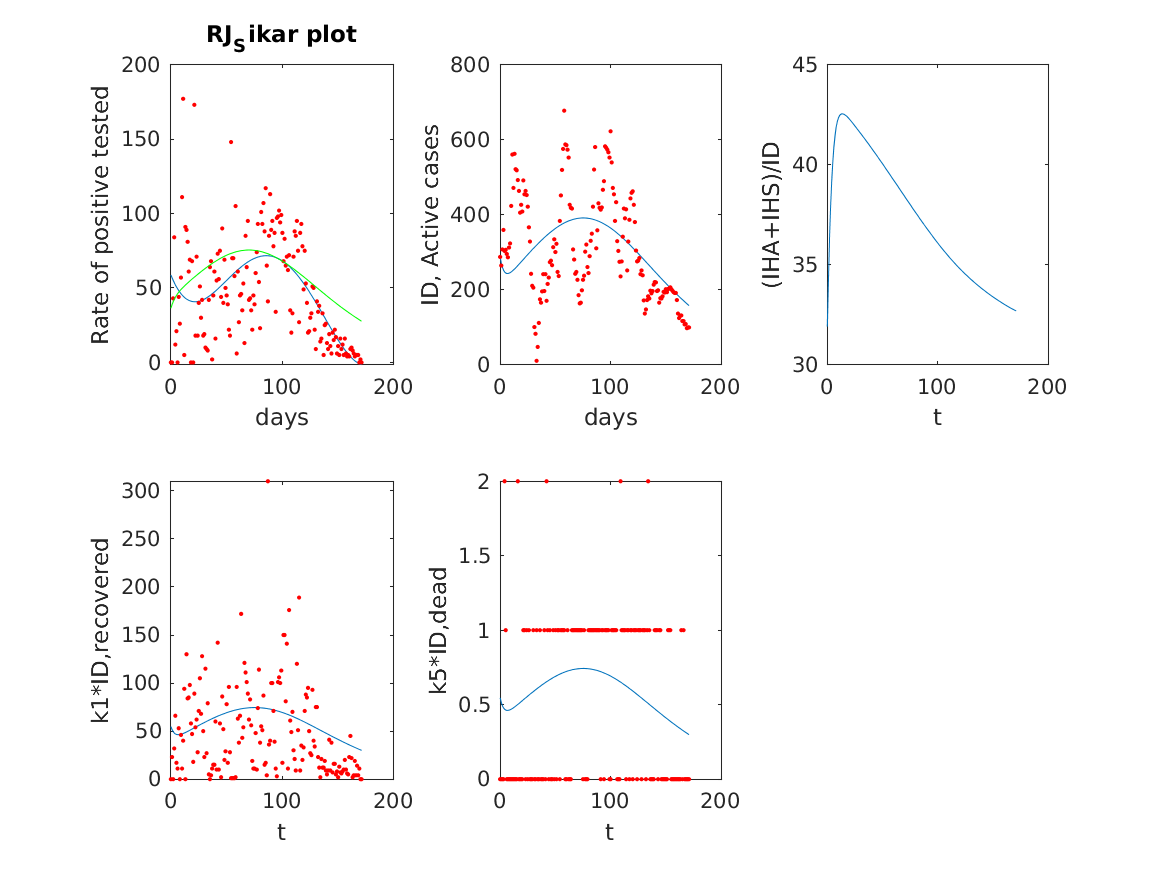 RJSikar plot
Rate of positive tested
200
150
100
50
0
0 100 200
days
ID, Active cases
800
600
400
200
0
0 100 200
days
(IHA+IHS)/ID
45
40
35
30
0 100 200
t
k1*ID,recovered
300
250
200
150
100
50
0
0 100 200
t
k5*ID,dead
2
1.5
1
0.5
0
0 100 200
t